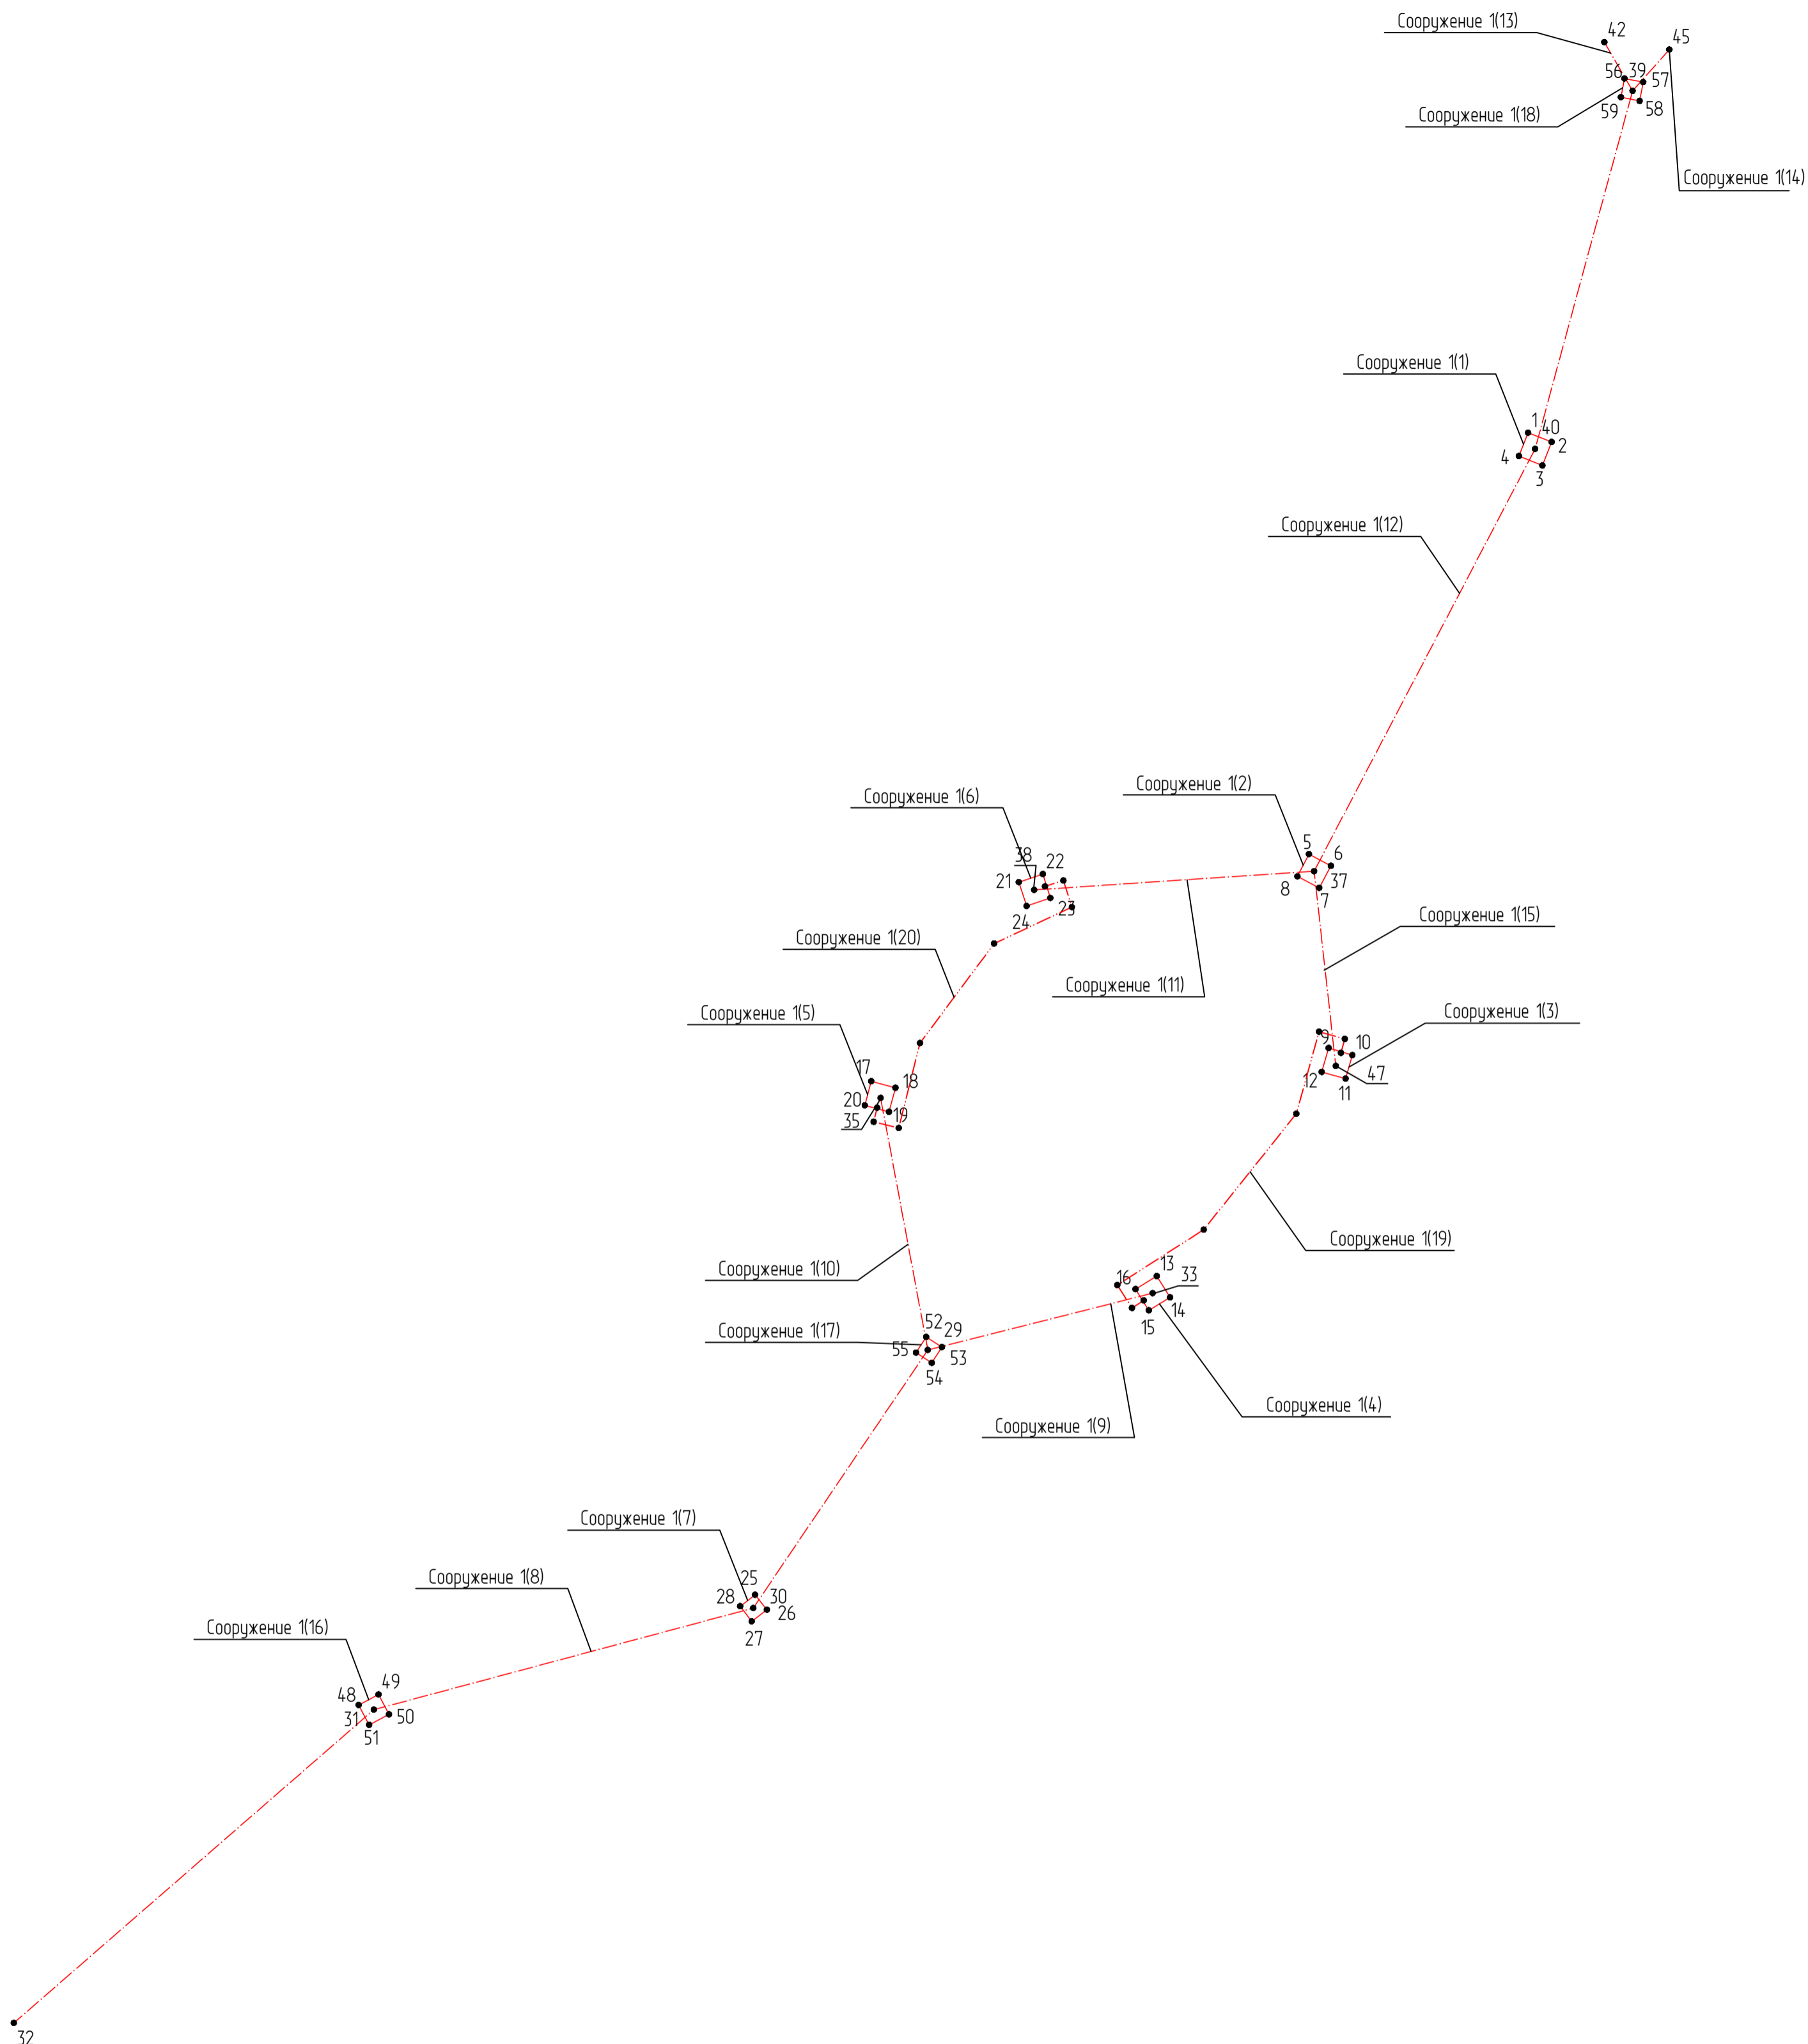 Сооружение 1(13)
42
45
56
39
57
59
58
Сооружение 1(18)
Сооружение 1(14)
Сооружение 1(1)
1
40
2
4
3
Сооружение 1(12)
Сооружение 1(2)
Сооружение 1(6)
5
6
38
22
21
8
37
7
23
24
Сооружение 1(15)
Сооружение 1(20)
Сооружение 1(11)
Сооружение 1(5)
Сооружение 1(3)
9
10
17
18
12
47
11
20
19
35
Сооружение 1(19)
Сооружение 1(10)
16
13
33
14
15
Сооружение 1(17)
52
29
55
53
54
Сооружение 1(4)
Сооружение 1(9)
Сооружение 1(7)
Сооружение 1(8)
25
28
30
26
27
Сооружение 1(16)
49
48
31
50
51
32